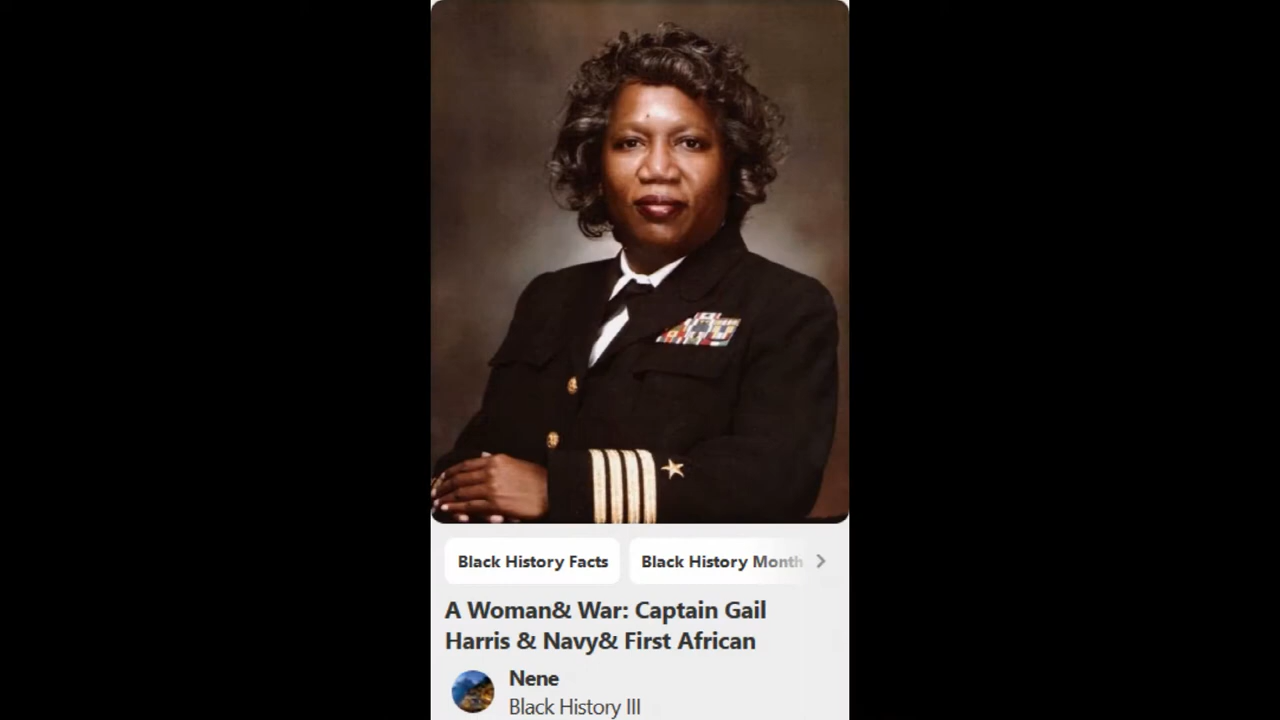 Black History Facts
Black History Month
A Woman& War: Captain Gail
Harris & Navy& First African
Nene
Black History III